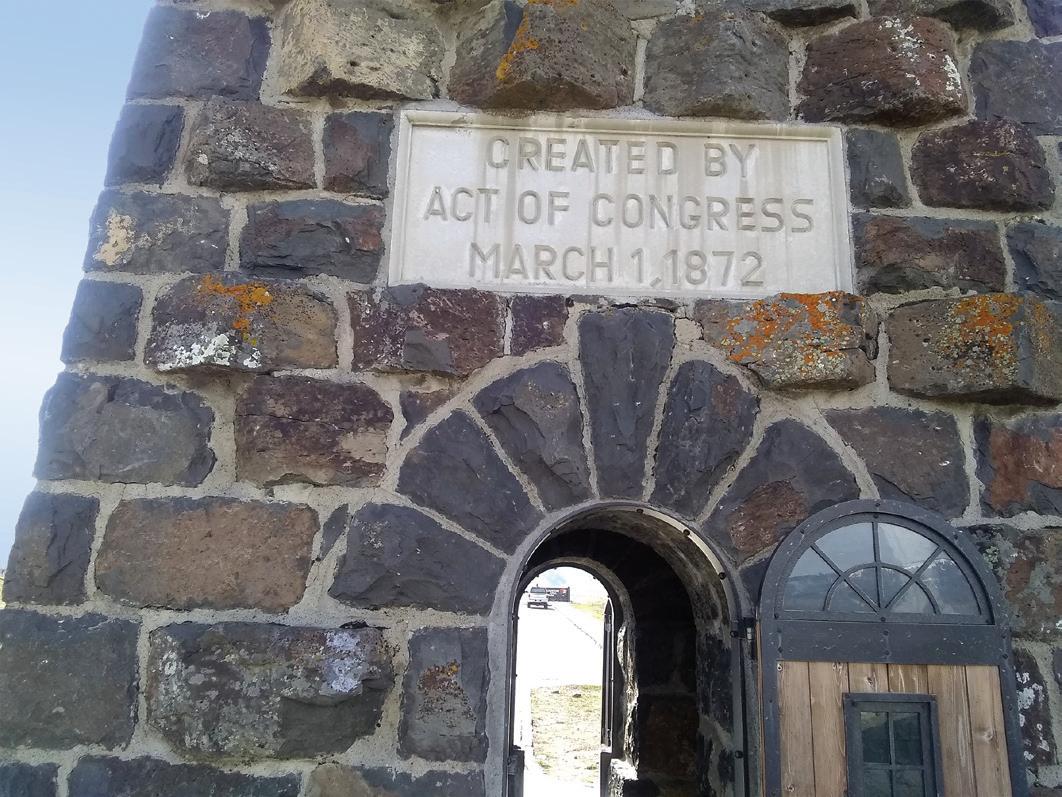 CREATED BY
ACT OF CONGRESS
MARCH 1, 1872